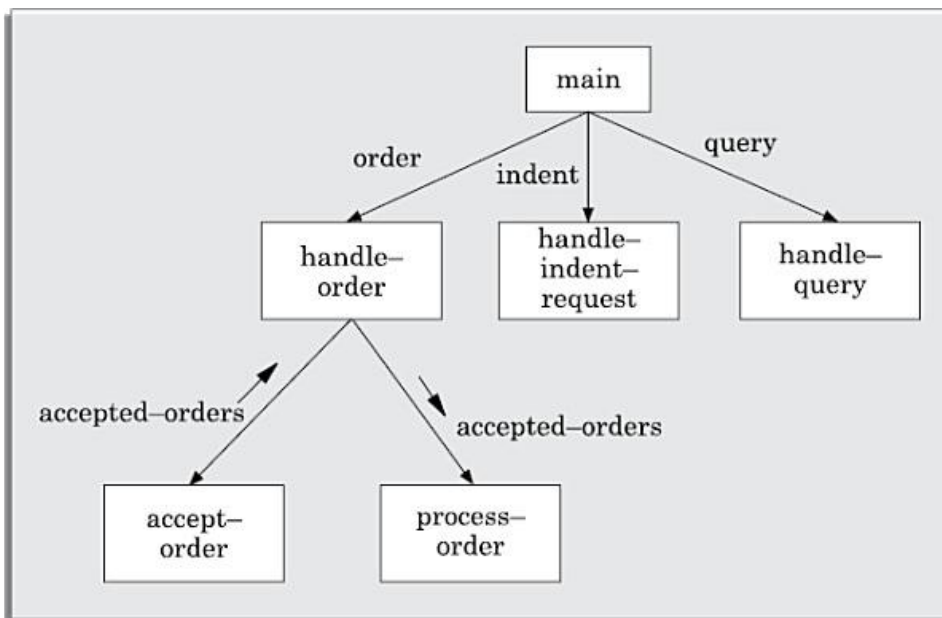 main
order
indent
query
handle–
order
handle–
indent–
request
handle–
query
accepted–orders
accepted–orders
accept–
order
process–
order